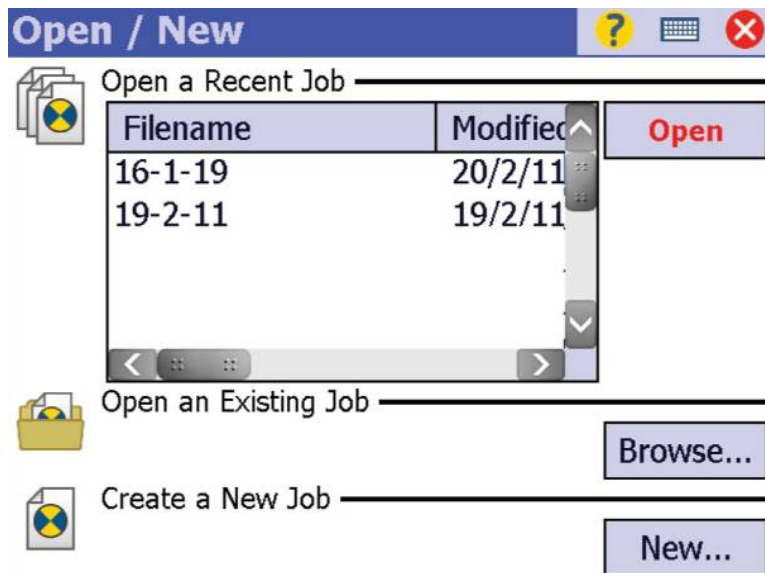 Open / New ?
Open a Recent Job
Filename Modified Open
16-1-19 20/2/11
19-2-11 19/2/11
Open an Existing Job
Browse...
Create a New Job
New...